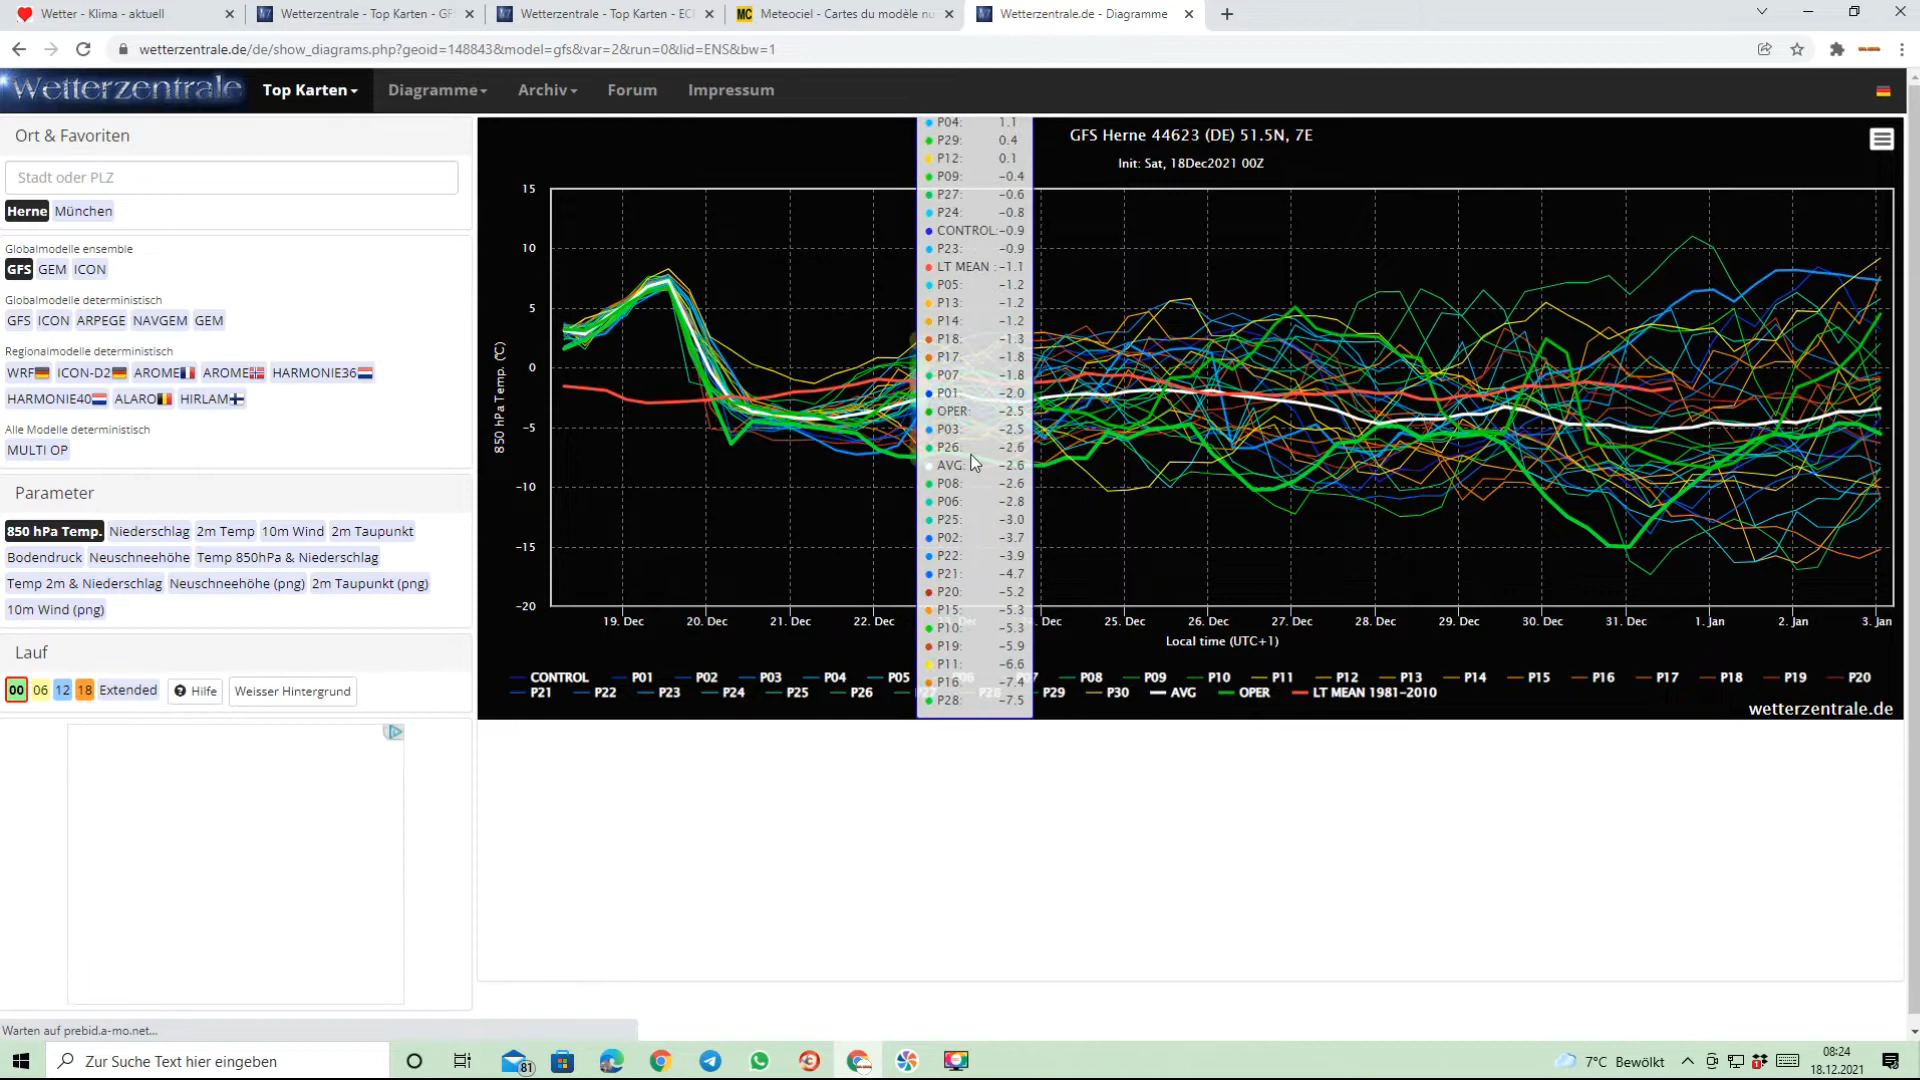 Wetter - Klima - aktuell
Wetterzentrale - Top Karten - GF
Wetterzentrale - Top Karten - EC
MC Meteociel - Cartes du modèle nu
Wetterzentrale.de - Diagramme
wetterzentrale.de/de/show_diagrams.php?geoid=148843&model=gfs&var=2&run=0&lid=ENS&bw=1
Wetterzentrale Top Karten Diagramme Archiv Forum Impressum
Ort & Favoriten
Stadt oder PLZ
Herne München
Globalmodelle ensemble
GFS GEM ICON
Globalmodelle deterministisch
GFS ICON ARPEGE NAVGEM GEM
Regionalmodelle deterministisch
WRF ICON-D2 AROME AROME HARMONIE36
HARMONIE40 ALARO HIRLAM
Alle Modelle deterministisch
MULTI OP
Parameter
850 hPa Temp. Niederschlag 2m Temp 10m Wind 2m Taupunkt
Bodendruck Neuschneehöhe Temp 850hPa & Niederschlag
Temp 2m & Niederschlag Neuschneehöhe (png) 2m Taupunkt (png)
10m Wind (png)
Lauf
00 06 12 18 Extended Hilfe Weisser Hintergrund
GFS Herne 44623 (DE) 51.5N, 7E
Init: Sat, 18Dec2021 00Z
850 hPa Temp. (°C)
15
10
5
0
−5
−10
−15
−20
P04: 1.1
P29: 0.4
P12: 0.1
P09: −0.4
P27: −0.6
P24: −0.8
CONTROL: −0.9
P23: −0.9
LT MEAN : −1.1
P05: −1.2
P13: −1.2
P14: −1.2
P18: −1.3
P17: −1.8
P07: −1.8
P01: −2.0
OPER: −2.5
P03: −2.5
P26: −2.6
AVG: −2.6
P08: −2.6
P06: −2.8
P25: −3.0
P02: −3.7
P22: −3.9
P21: −4.7
P20: −5.2
P15: −5.3
P10: −5.3
P19: −5.9
P11: −6.6
P16: −7.4
P28: −7.5
19. Dec 20. Dec 21. Dec 22. Dec Dec 25. Dec 26. Dec 27. Dec 28. Dec 29. Dec 30. Dec 31. Dec 1. Jan 2. Jan 3. Jan
Local time (UTC+1)
CONTROL P01 P02 P03 P04 P05 P08 P09 P10 P11 P12 P13 P14 P15 P16 P17 P18 P19 P20
P21 P22 P23 P24 P25 P26 P27 P28 P29 P30 AVG OPER LT MEAN 1981-2010
wetterzentrale.de
Warten auf prebid.a-mo.net...
Zur Suche Text hier eingeben
81
7°C Bewölkt
08:24
18.12.2021